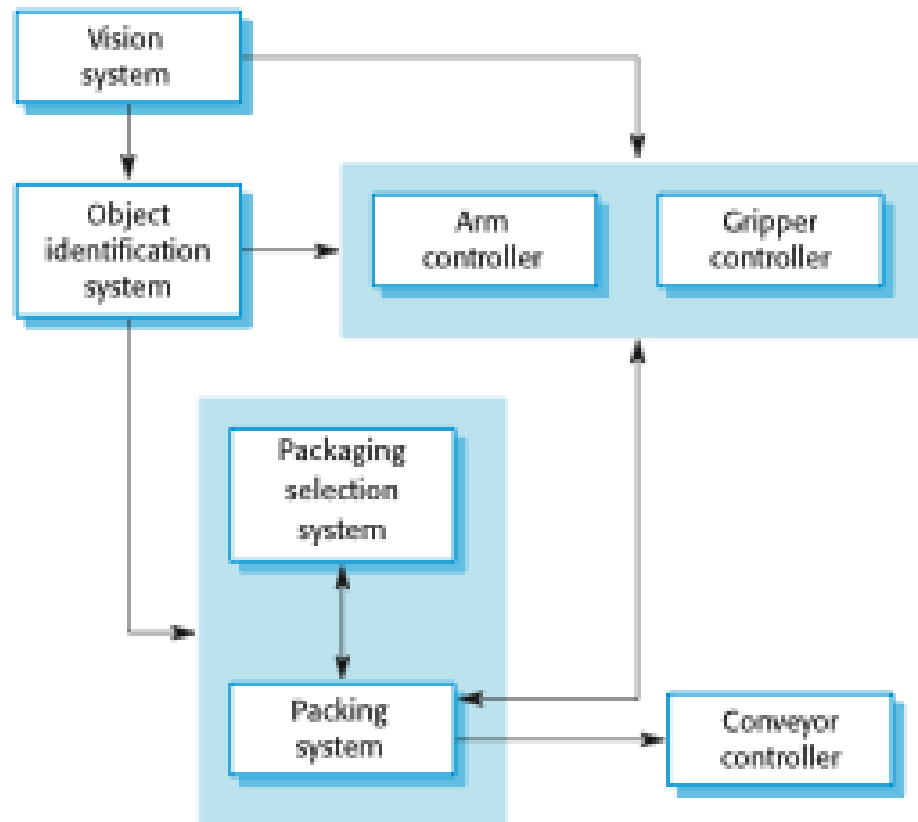 Vision
system
Object
identification
system
Arm
controller
Gripper
controller
Packaging
selection
system
Packing
system
Conveyor
controller